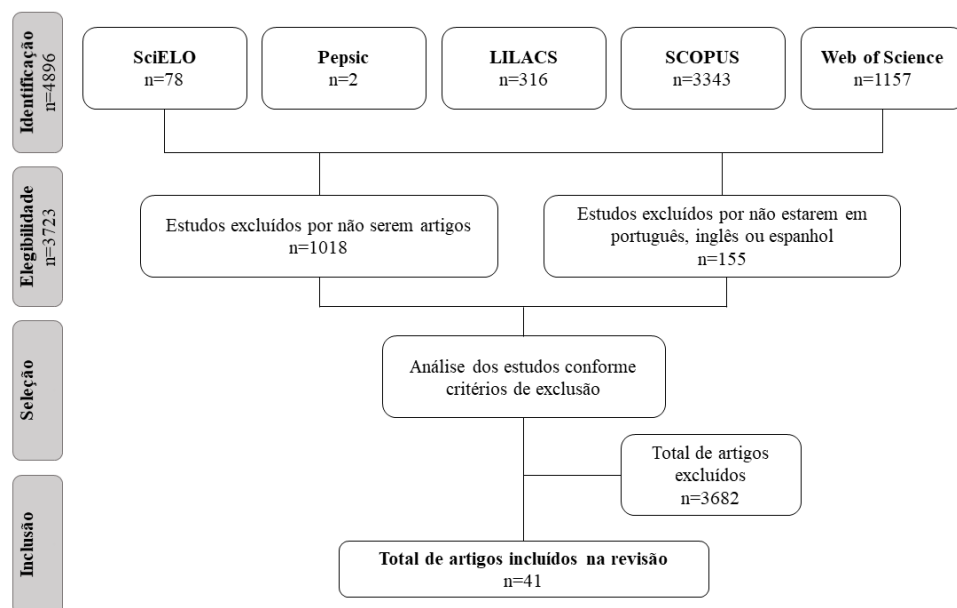 Identificação
n=4896
SciELO
n=78
Pepsic
n=2
LILACS
n=316
SCOPUS
n=3343
Web of Science
n=1157
Elegibilidade
n=3723
Estudos excluídos por não serem artigos
n=1018
Estudos excluídos por não estarem em
português, inglês ou espanhol
n=155
Seleção
Análise dos estudos conforme
critérios de exclusão
Total de artigos
excluídos
n=3682
Inclusão
Total de artigos incluídos na revisão
n=41